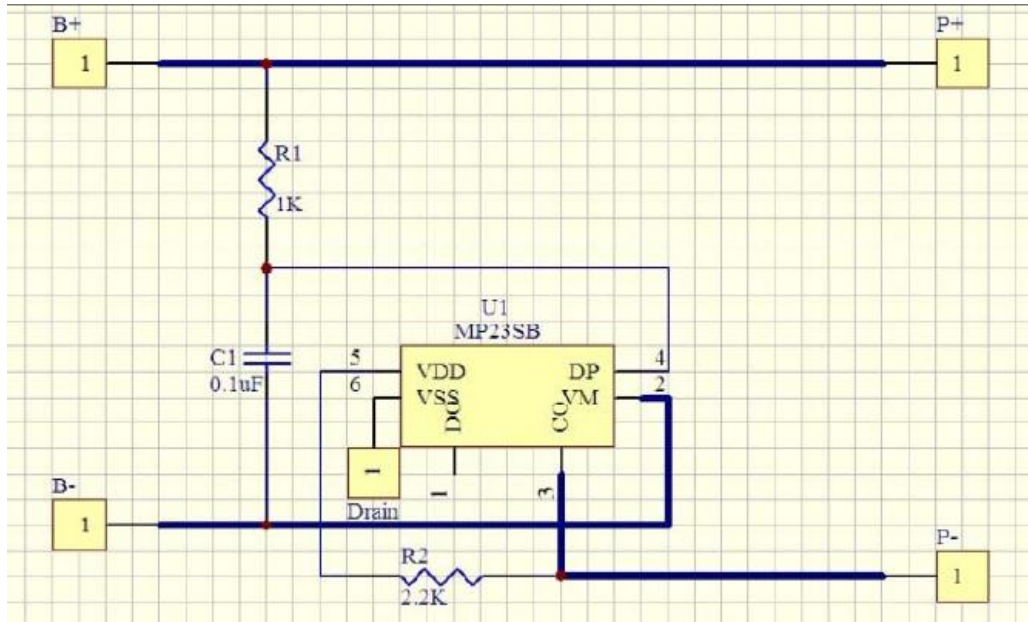 B+
1
P+
1
R1
1K
U1
MP23SB
C1
0.1uF
5
VDD
DP
4
6
VSS
DO
CO
VM
2
1
Drain
1
3
B-
1
R2
2.2K
P-
1